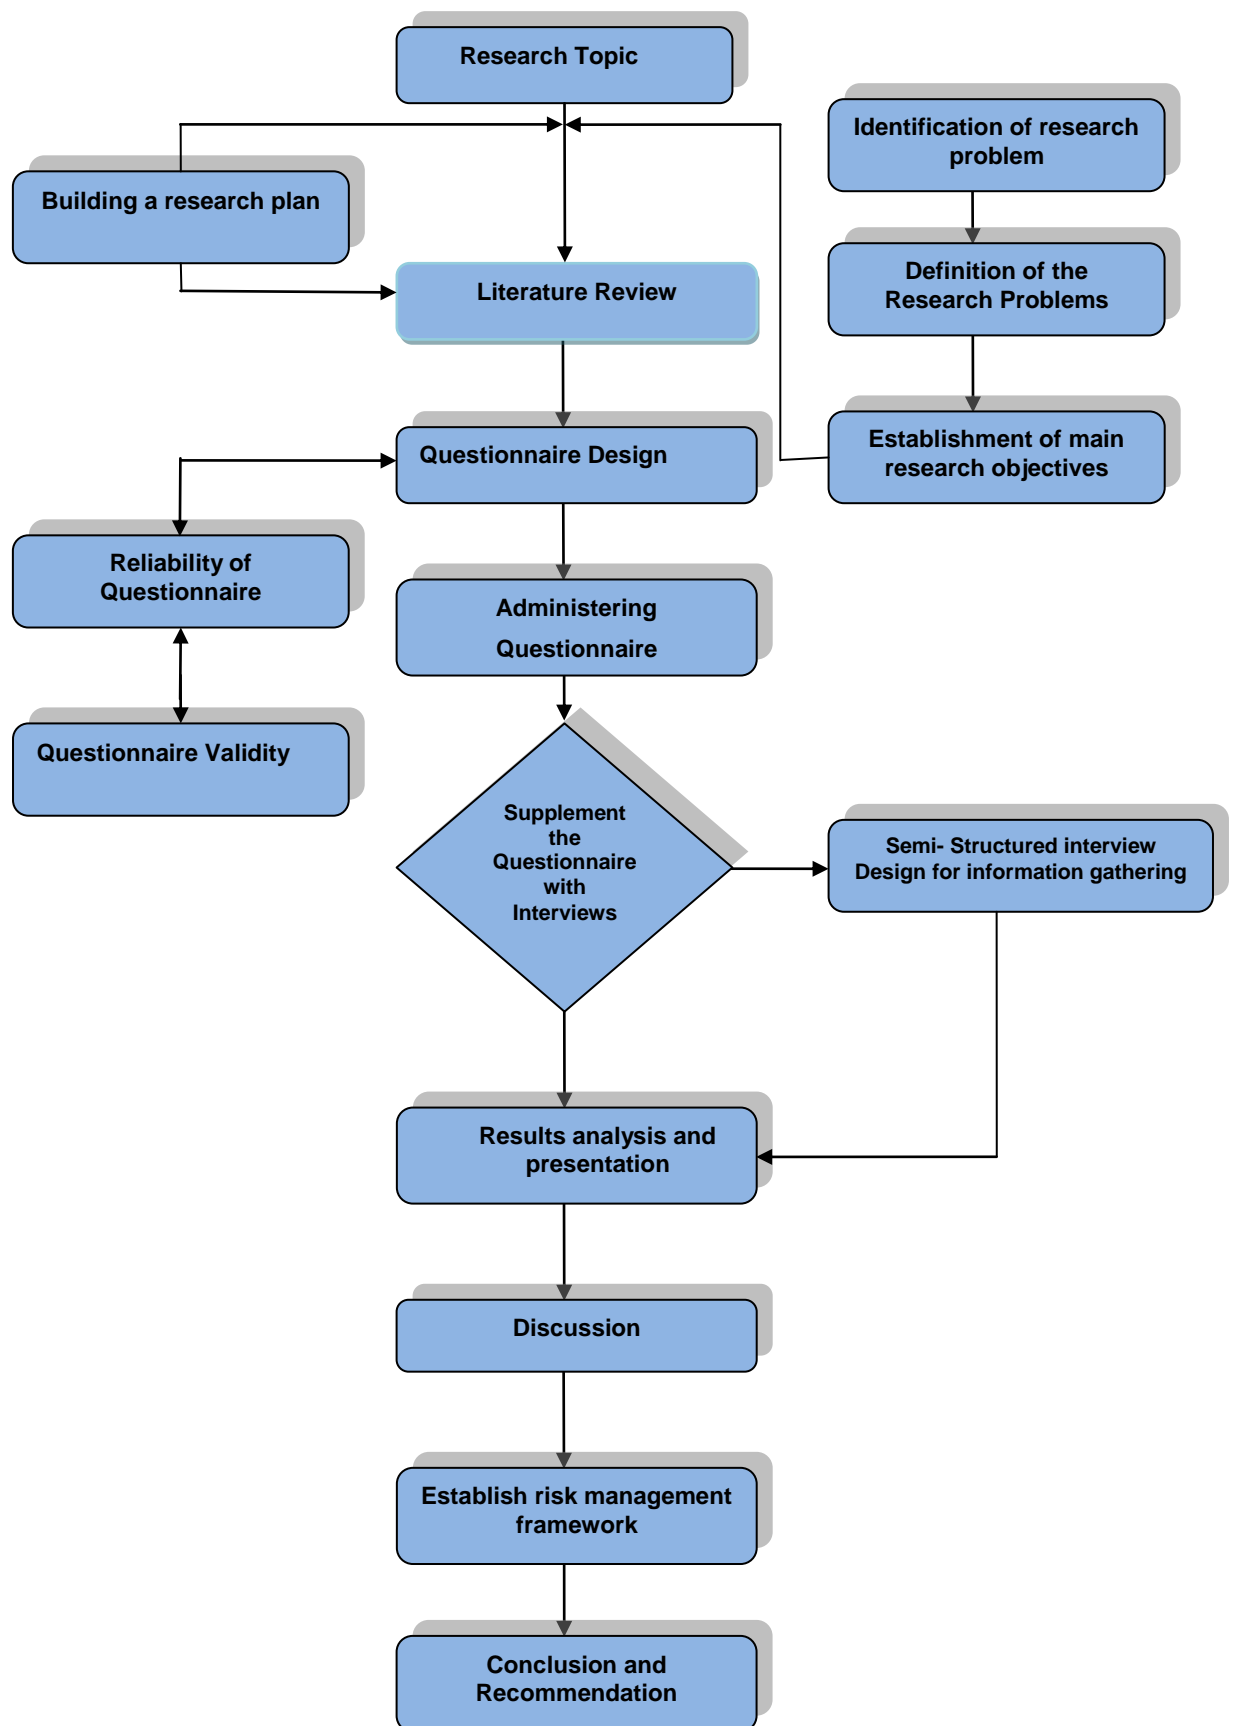 Research Topic
Identification of research
problem
Building a research plan
Definition of the
Research Problems
Literature Review
Establishment of main
research objectives
Questionnaire Design
Reliability of
Questionnaire
Administering
Questionnaire
Questionnaire Validity
Supplement
the
Questionnaire
with
Interviews
Semi- Structured interview
Design for information gathering
Results analysis and
presentation
Discussion
Establish risk management
framework
Conclusion and
Recommendation